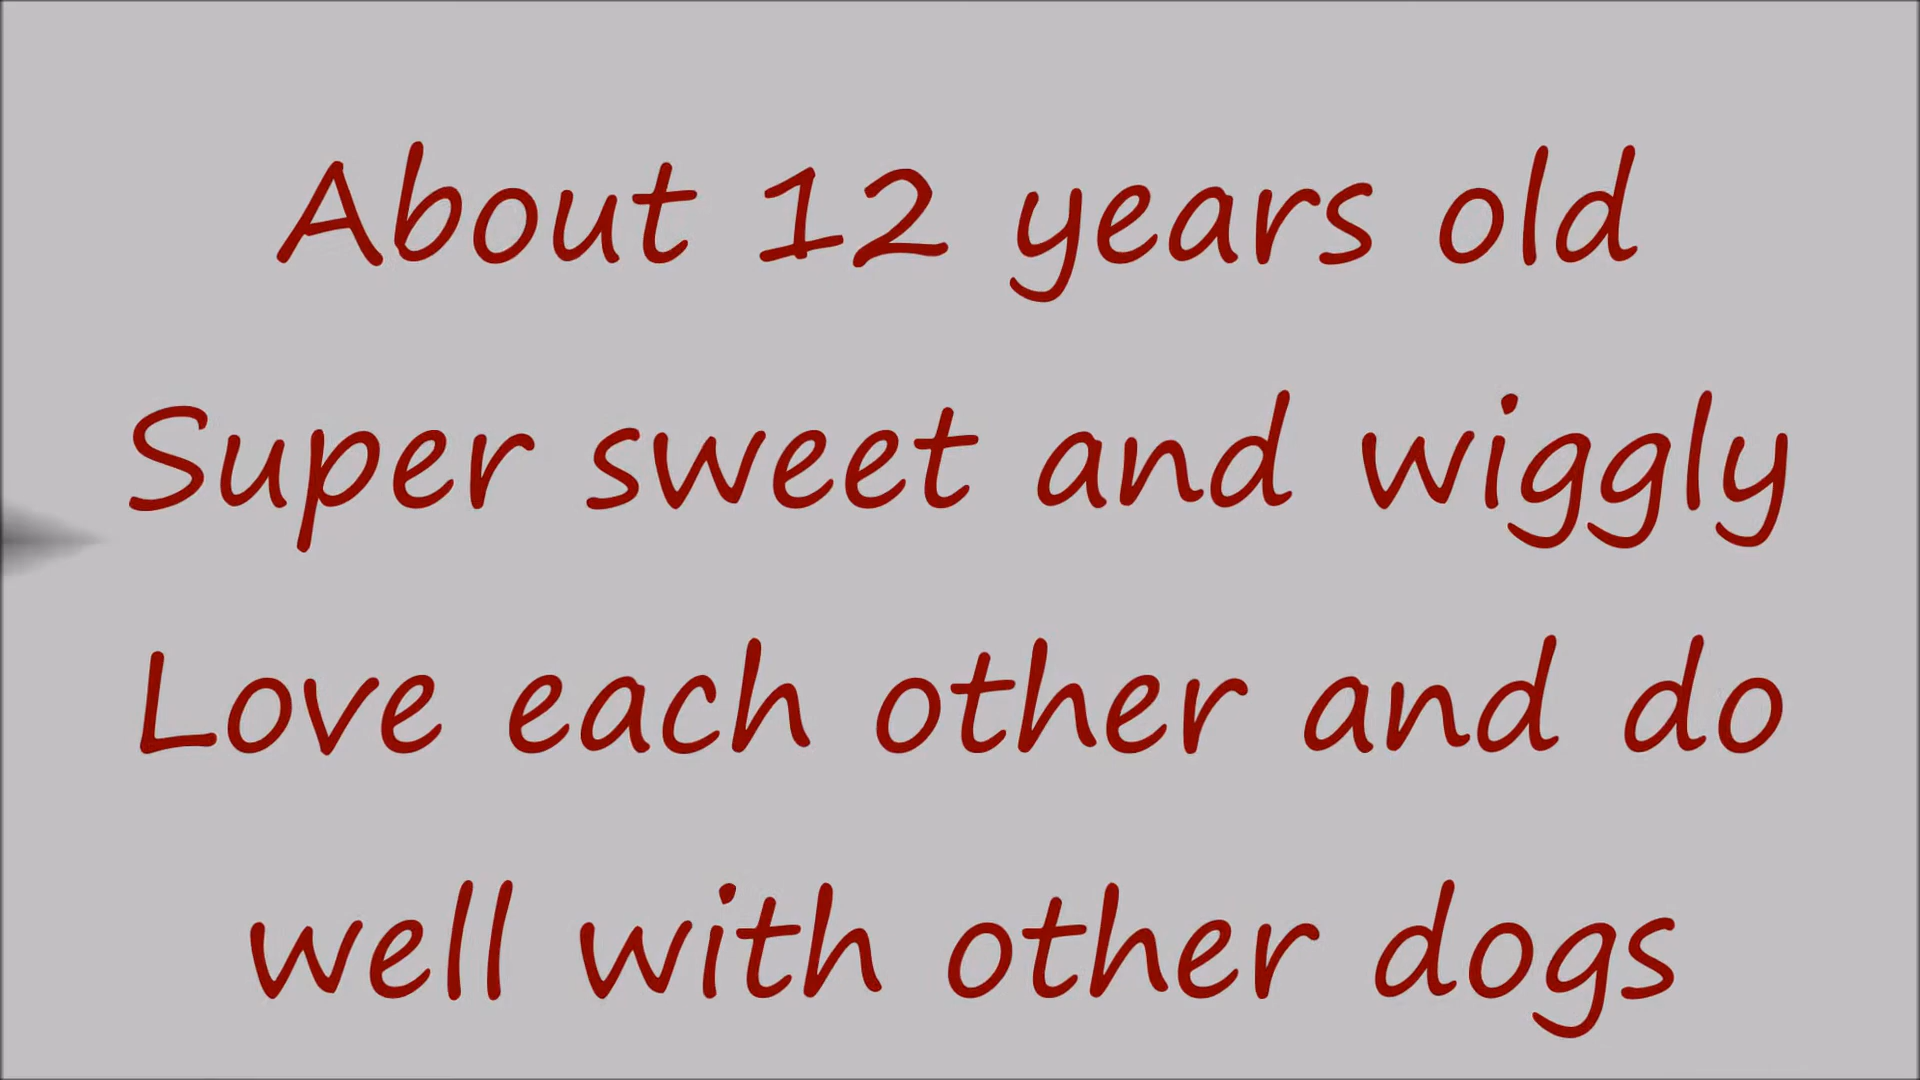 About 12 years old
Super sweet and wiggly
Love each other and do
well with other dogs